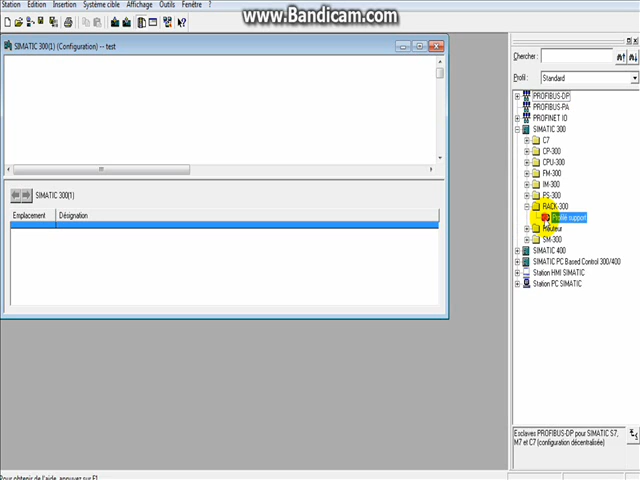 Station Edition Insertion Système cible Affichage Outils Fenêtre ?
www.Bandicam.com
SIMATIC 300(1) (Configuration) -- test
SIMATIC 300(1)
Emplacement Désignation
Chercher :
Profil : Standard
PROFIBUS-DP
PROFIBUS-PA
PROFINET IO
SIMATIC 300
C7
CP-300
CPU-300
FM-300
IM-300
PS-300
RACK-300
Profilé support
SM-300
SIMATIC 400
SIMATIC PC Based Control 300/400
Station HMI SIMATIC
Station PC SIMATIC
Esclaves PROFIBUS-DP pour SIMATIC S7,
M7 et C7 (configuration décentralisée)
Pour obtenir de l'aide, appuyez sur F1.